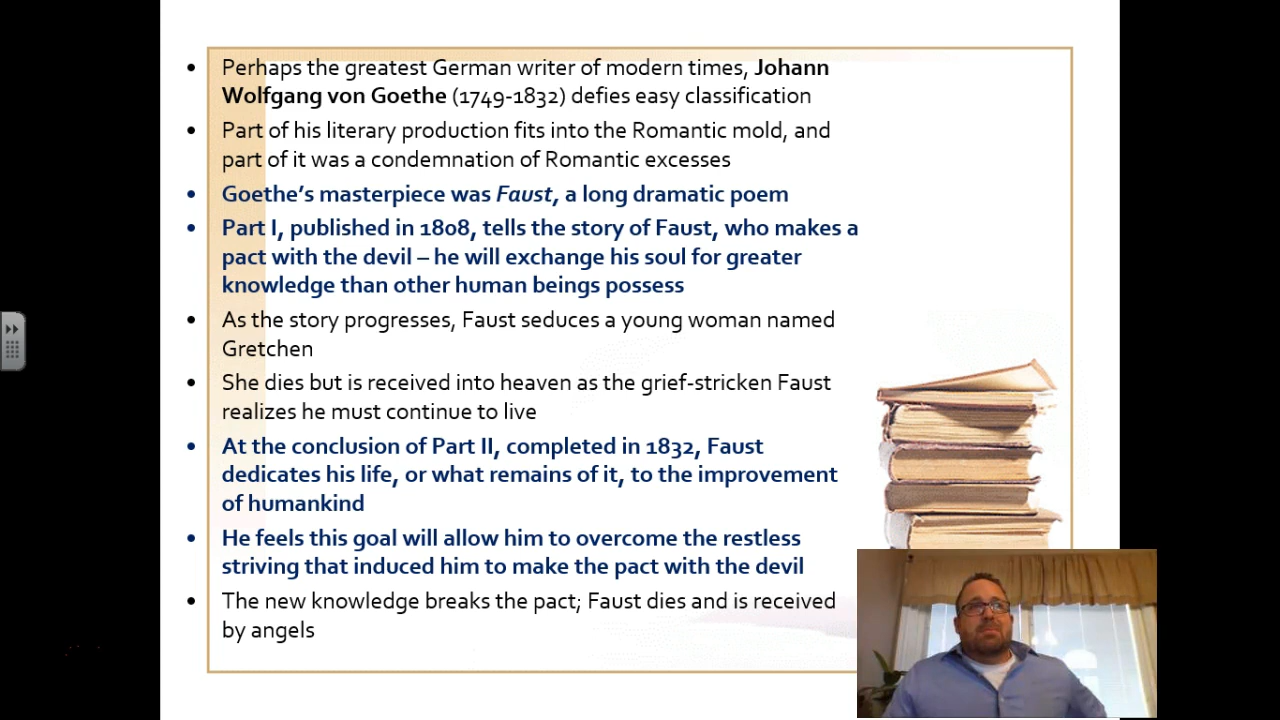 • Perhaps the greatest German writer of modern times, Johann
Wolfgang von Goethe (1749-1832) defies easy classification
• Part of his literary production fits into the Romantic mold, and
part of it was a condemnation of Romantic excesses
• Goethe’s masterpiece was Faust, a long dramatic poem
• Part I, published in 1808, tells the story of Faust, who makes a
pact with the devil – he will exchange his soul for greater
knowledge than other human beings possess
• As the story progresses, Faust seduces a young woman named
Gretchen
• She dies but is received into heaven as the grief-stricken Faust
realizes he must continue to live
• At the conclusion of Part II, completed in 1832, Faust
dedicates his life, or what remains of it, to the improvement
of humankind
• He feels this goal will allow him to overcome the restless
striving that induced him to make the pact with the devil
• The new knowledge breaks the pact; Faust dies and is received
by angels